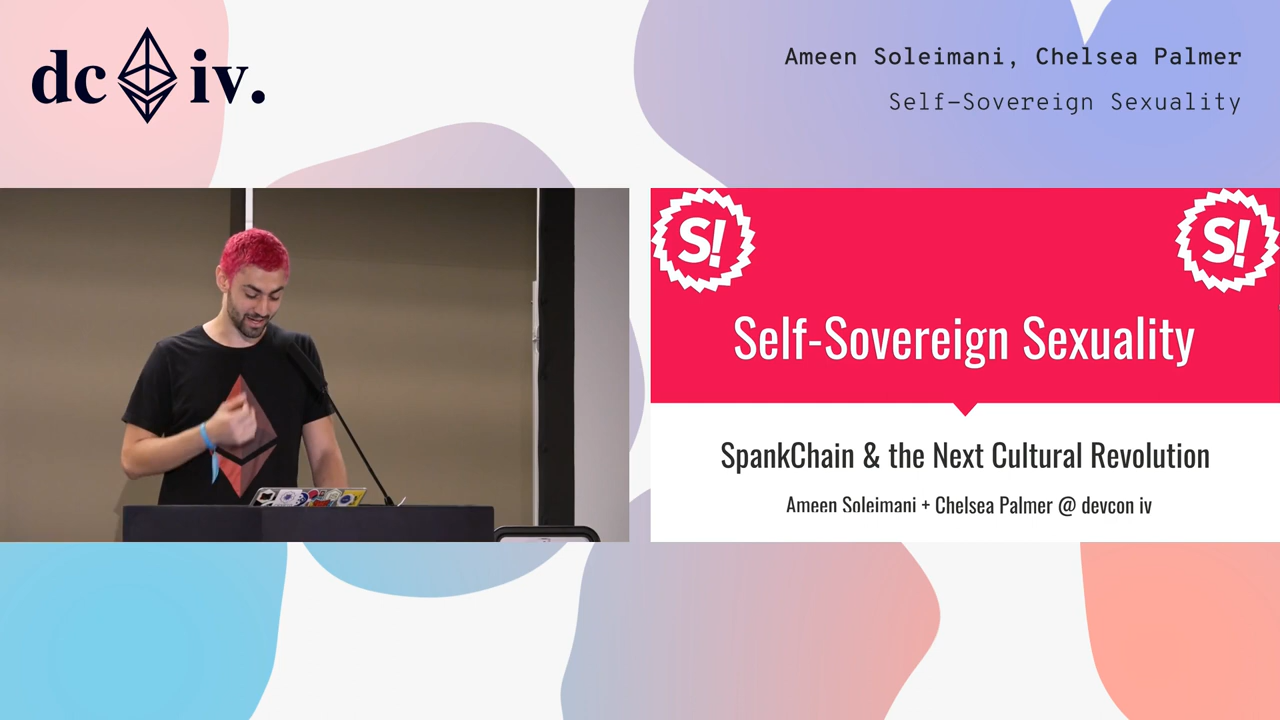 dc iv.
Ameen Soleimani, Chelsea Palmer
Self-Sovereign Sexuality
S!
S!
Self-Sovereign Sexuality
SpankChain & the Next Cultural Revolution
Ameen Soleimani + Chelsea Palmer @ devcon iv